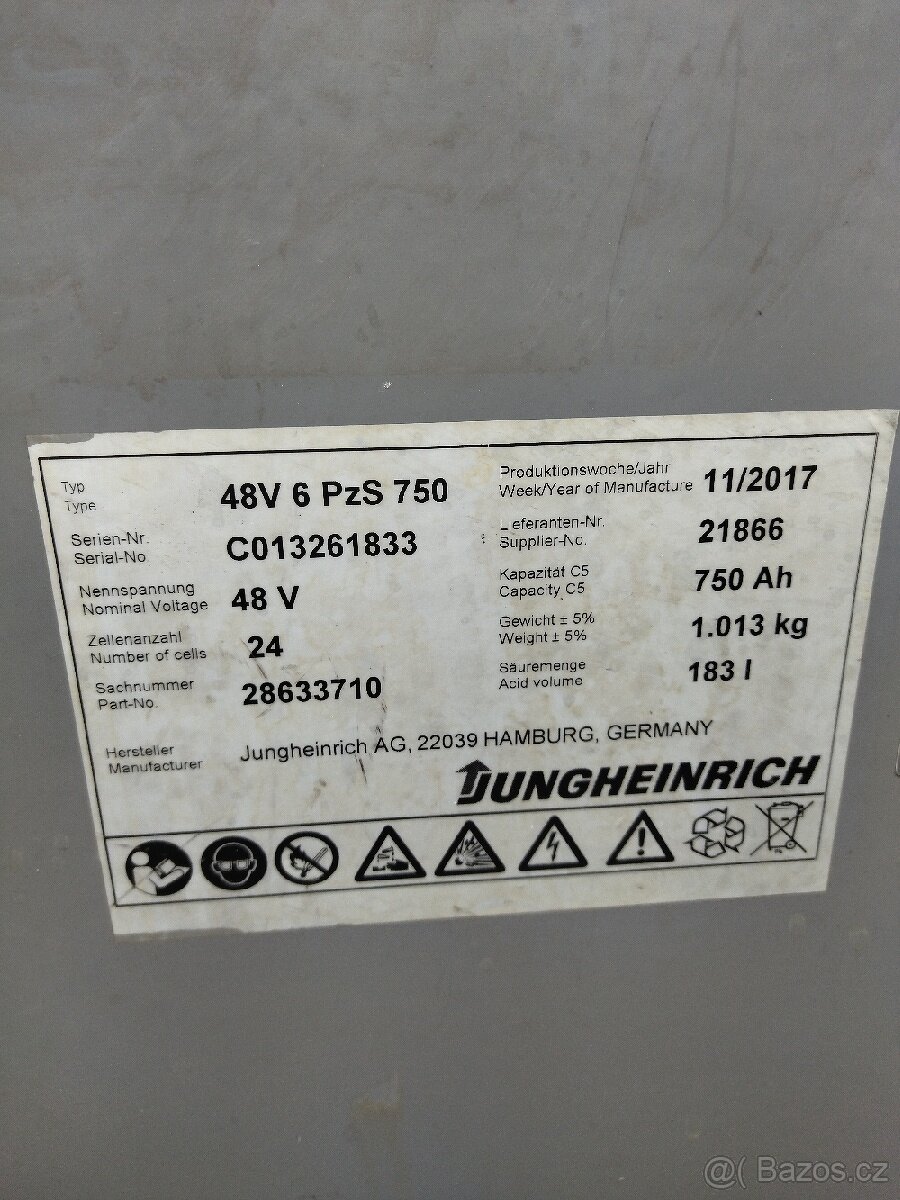 Typ
Type
48V 6 PzS 750
Serien-Nr.
Serial-No
C013261833
Nennspannung
Nominal Voltage
48 V
Zellenanzahl
Number of cells
24
Sachnummer
Part-No.
28633710
Produktionswoche/Jahr
Week/Year of Manufacture
11/2017
Lieferanten-Nr.
Supplier-No.
21866
Kapazität C5
Capacity C5
750 Ah
Gewicht ± 5%
Weight ± 5%
1.013 kg
Säuremenge
Acid volume
183 l
Hersteller
Manufacturer
Jungheinrich AG, 22039 HAMBURG, GERMANY
JUNGHEINRICH
@( Bazos.cz